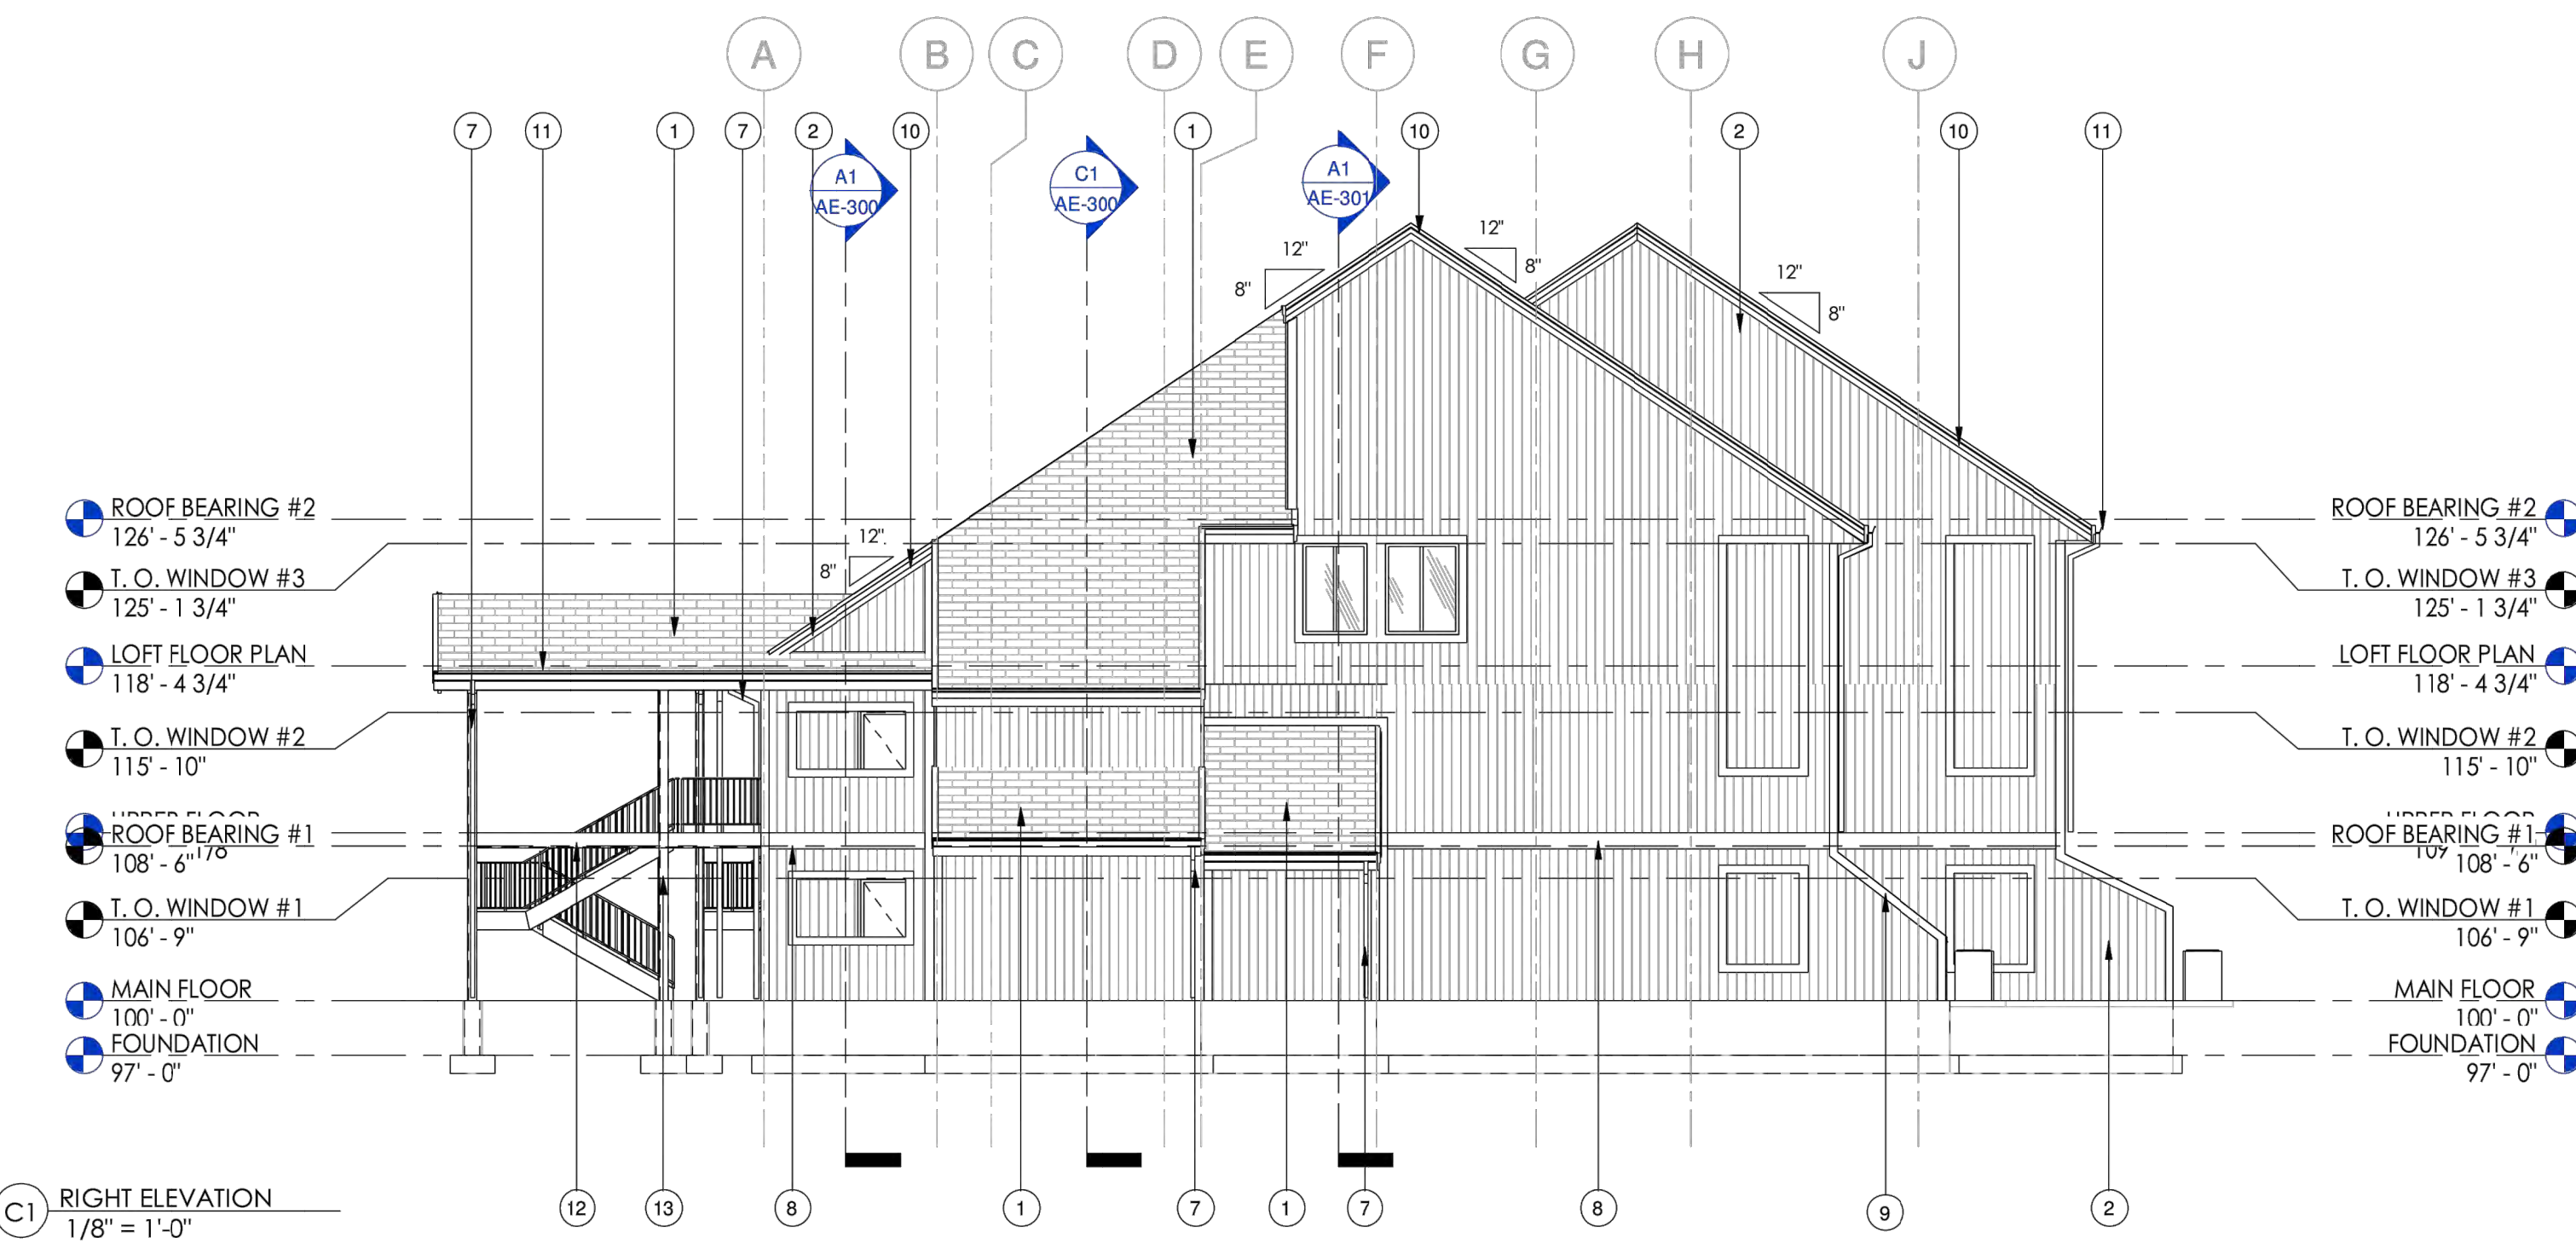 A B C D E F G H J
7 11 1 7 2 10 1 10 2 10 11
A1
AE-300
C1
AE-300
A1
AE-301
12"
8"
12"
8"
12"
8"
12"
8"
ROOF BEARING #2
126' - 5 3/4"
T. O. WINDOW #3
125' - 1 3/4"
LOFT FLOOR PLAN
118' - 4 3/4"
T. O. WINDOW #2
115' - 10"
UPPER FLOOR
ROOF BEARING #1
108' - 6"
T. O. WINDOW #1
106' - 9"
MAIN FLOOR
100' - 0"
FOUNDATION
97' - 0"
ROOF BEARING #2
126' - 5 3/4"
T. O. WINDOW #3
125' - 1 3/4"
LOFT FLOOR PLAN
118' - 4 3/4"
T. O. WINDOW #2
115' - 10"
UPPER FLOOR
ROOF BEARING #1
108' - 6"
T. O. WINDOW #1
106' - 9"
MAIN FLOOR
100' - 0"
FOUNDATION
97' - 0"
12 13 8 1 7 1 7 8 9 2
C1 RIGHT ELEVATION
1/8" = 1'-0"